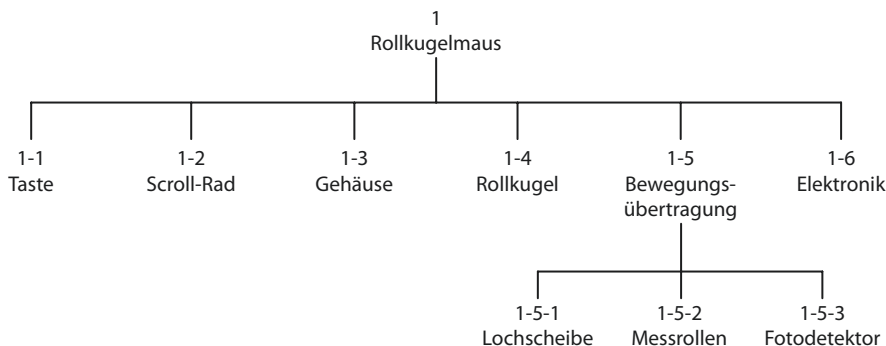 1
Rollkugelmaus
1-1
Taste
1-2
Scroll-Rad
1-3
Gehäuse
1-4
Rollkugel
1-5
Bewegungs-
übertragung
1-6
Elektronik
1-5-1
Lochscheibe
1-5-2
Messrollen
1-5-3
Fotodetektor